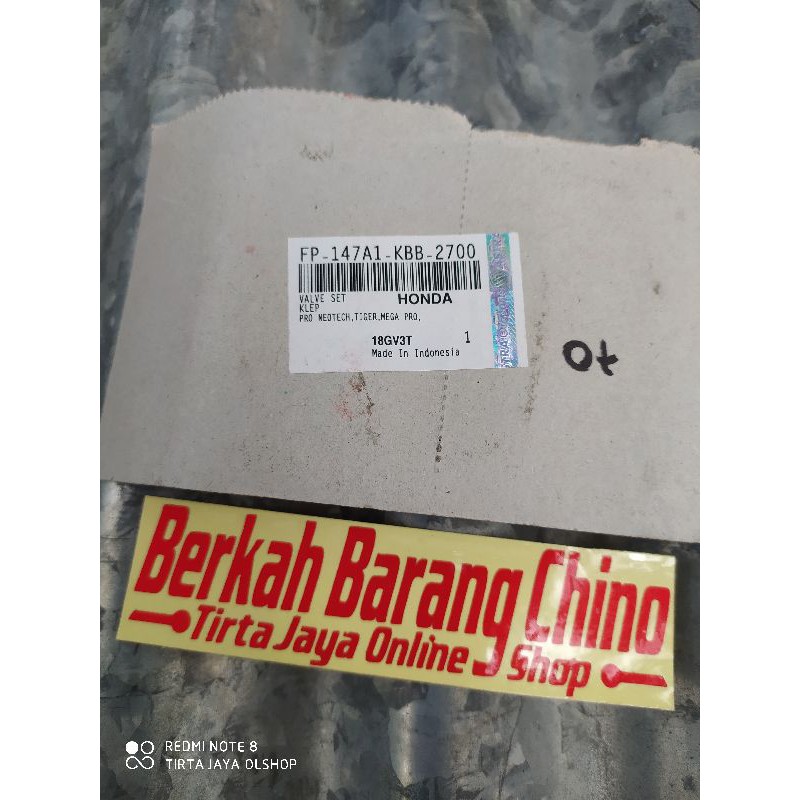 FP-147A1-KBB-2700
VALVE SET HONDA
KLEP
PRO NEOTECH,TIGER,MEGA PRO,
18GV3T 1
Made In Indonesia
Ot
Berkah Barang Chino
Tirta Jaya Online Shop
REDMI NOTE 8
TIRTA JAYA OLSHOP